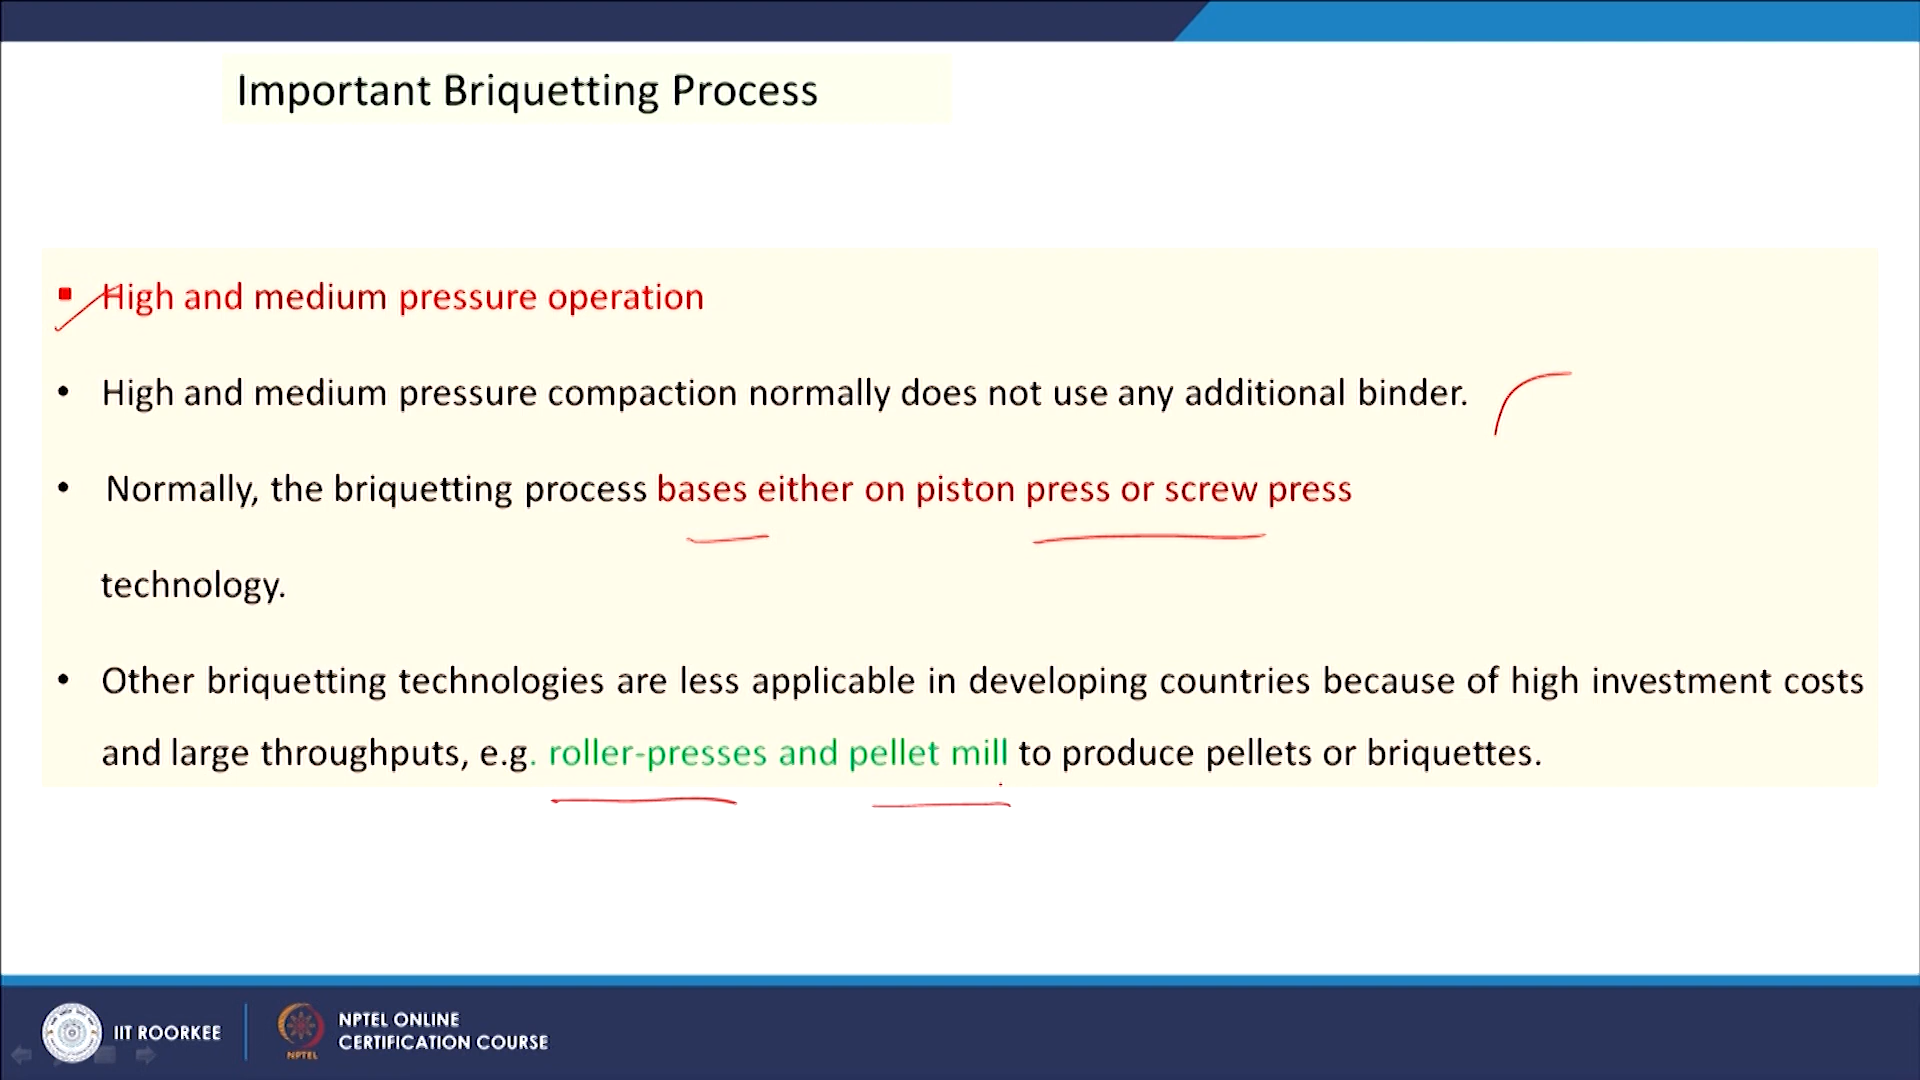 Important Briquetting Process
▪ High and medium pressure operation
• High and medium pressure compaction normally does not use any additional binder.
• Normally, the briquetting process bases either on piston press or screw press
technology.
• Other briquetting technologies are less applicable in developing countries because of high investment costs
and large throughputs, e.g. roller-presses and pellet mill to produce pellets or briquettes.
IIT ROORKEE
NPTEL
NPTEL ONLINE
CERTIFICATION COURSE